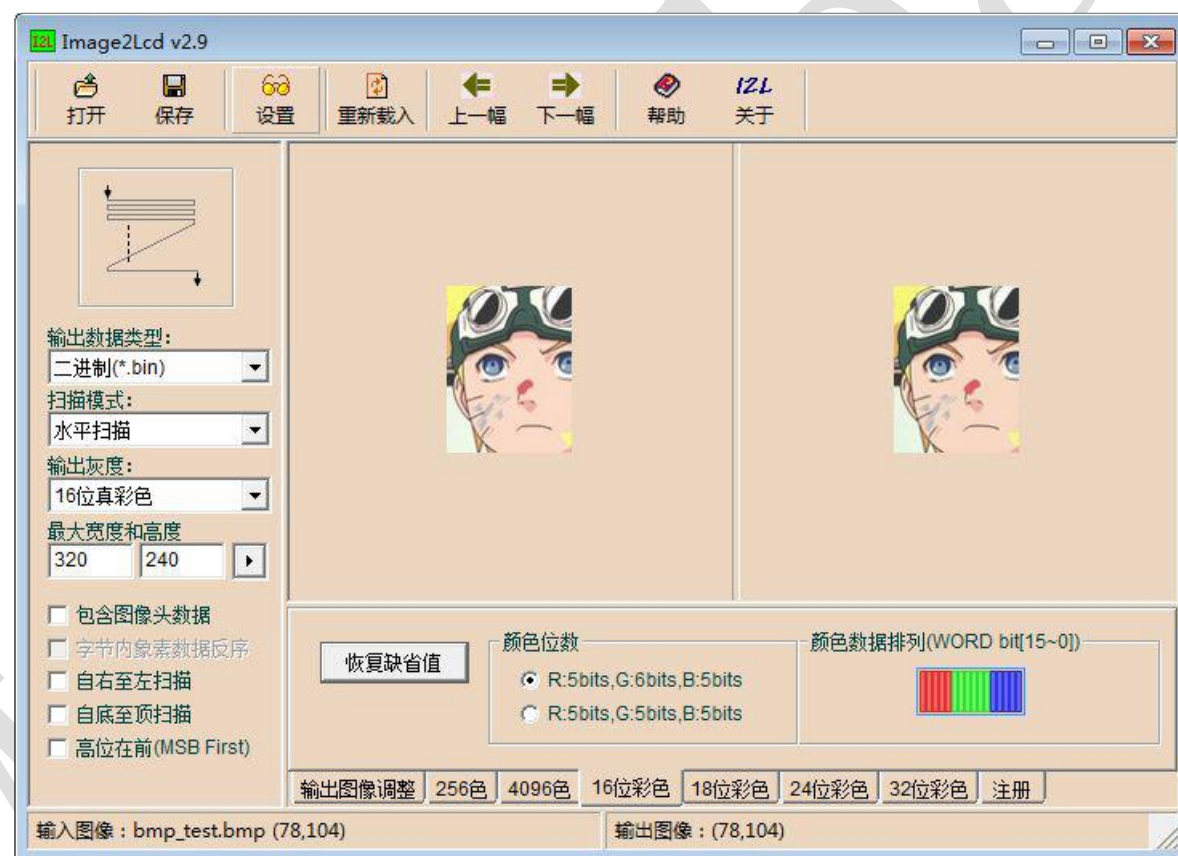 I2L Image2Lcd v2.9
打开 保存 设置 重新载入 上一幅 下一幅 帮助 I2L 关于
输出数据类型:
二进制(*.bin)
扫描模式:
水平扫描
输出灰度:
16位真彩色
最大宽度和高度
320 240
包含图像头数据
字节内象素数据反序
自右至左扫描
自底至顶扫描
高位在前(MSB First)
恢复缺省值
颜色位数
R:5bits,G:6bits,B:5bits
R:5bits,G:5bits,B:5bits
颜色数据排列(WORD bit[15~0])
输出图像调整 256色 4096色 16位彩色 18位彩色 24位彩色 32位彩色 注册
输入图像:bmp_test.bmp (78,104)
输出图像:(78,104)